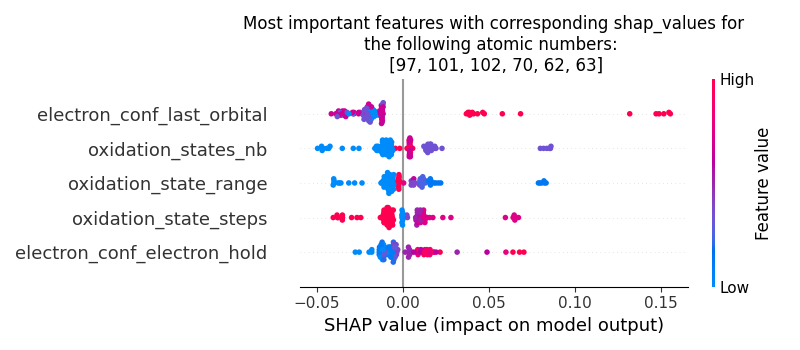 Most important features with corresponding shap_values for
the following atomic numbers:
[97, 101, 102, 70, 62, 63]
High
electron_conf_last_orbital
oxidation_states_nb
oxidation_state_range
oxidation_state_steps
electron_conf_electron_hold
Feature value
Low
−0.05 0.00 0.05 0.10 0.15
SHAP value (impact on model output)